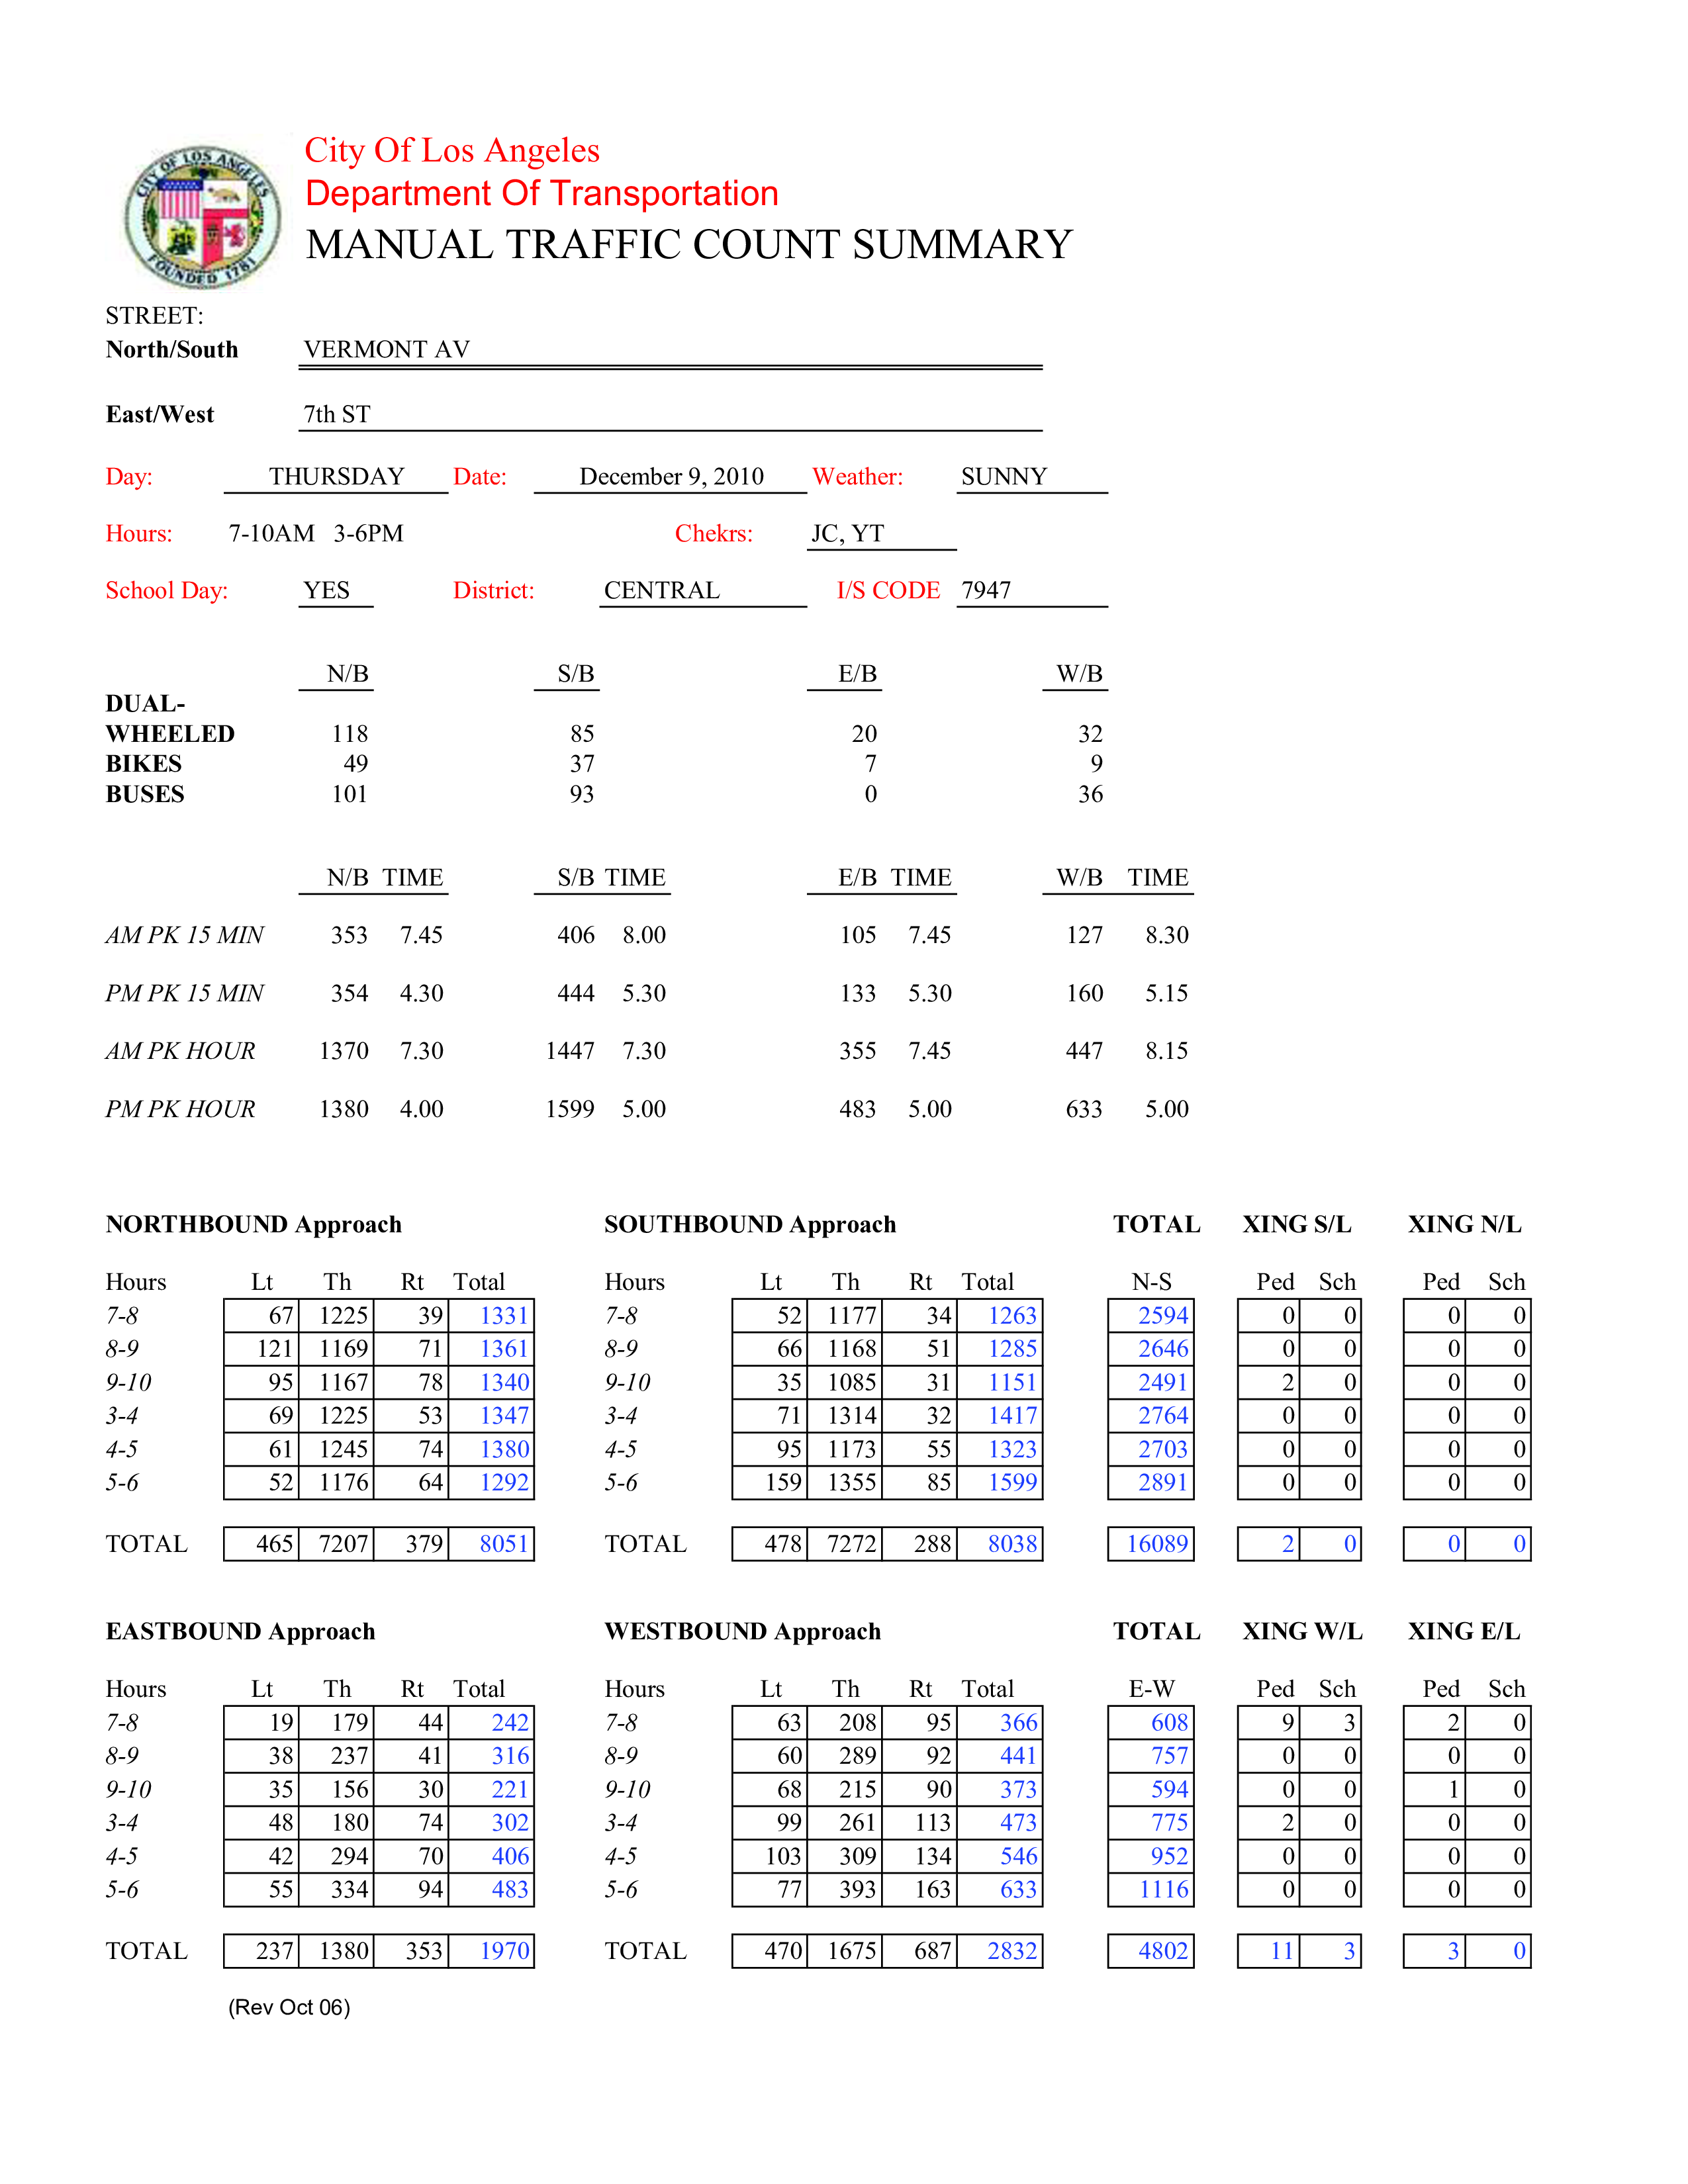 CITY OF LOS ANGELES
FOUNDED 1781
City Of Los Angeles
Department Of Transportation
MANUAL TRAFFIC COUNT SUMMARY
STREET:
North/South VERMONT AV
East/West 7th ST
Day: THURSDAY Date: December 9, 2010 Weather: SUNNY
Hours: 7-10AM 3-6PM Chekrs: JC, YT
School Day: YES District: CENTRAL I/S CODE 7947
N/B S/B E/B W/B
DUAL-
WHEELED 118 85 20 32
BIKES 49 37 7 9
BUSES 101 93 0 36
N/B TIME S/B TIME E/B TIME W/B TIME
AM PK 15 MIN 353 7.45 406 8.00 105 7.45 127 8.30
PM PK 15 MIN 354 4.30 444 5.30 133 5.30 160 5.15
AM PK HOUR 1370 7.30 1447 7.30 355 7.45 447 8.15
PM PK HOUR 1380 4.00 1599 5.00 483 5.00 633 5.00
NORTHBOUND Approach SOUTHBOUND Approach TOTAL XING S/L XING N/L
Hours Lt Th Rt Total Hours Lt Th Rt Total N-S Ped Sch Ped Sch
7-8 67 1225 39 1331 7-8 52 1177 34 1263 2594 0 0 0 0
8-9 121 1169 71 1361 8-9 66 1168 51 1285 2646 0 0 0 0
9-10 95 1167 78 1340 9-10 35 1085 31 1151 2491 2 0 0 0
3-4 69 1225 53 1347 3-4 71 1314 32 1417 2764 0 0 0 0
4-5 61 1245 74 1380 4-5 95 1173 55 1323 2703 0 0 0 0
5-6 52 1176 64 1292 5-6 159 1355 85 1599 2891 0 0 0 0
TOTAL 465 7207 379 8051 TOTAL 478 7272 288 8038 16089 2 0 0 0
EASTBOUND Approach WESTBOUND Approach TOTAL XING W/L XING E/L
Hours Lt Th Rt Total Hours Lt Th Rt Total E-W Ped Sch Ped Sch
7-8 19 179 44 242 7-8 63 208 95 366 608 9 3 2 0
8-9 38 237 41 316 8-9 60 289 92 441 757 0 0 0 0
9-10 35 156 30 221 9-10 68 215 90 373 594 0 0 1 0
3-4 48 180 74 302 3-4 99 261 113 473 775 2 0 0 0
4-5 42 294 70 406 4-5 103 309 134 546 952 0 0 0 0
5-6 55 334 94 483 5-6 77 393 163 633 1116 0 0 0 0
TOTAL 237 1380 353 1970 TOTAL 470 1675 687 2832 4802 11 3 3 0
(Rev Oct 06)